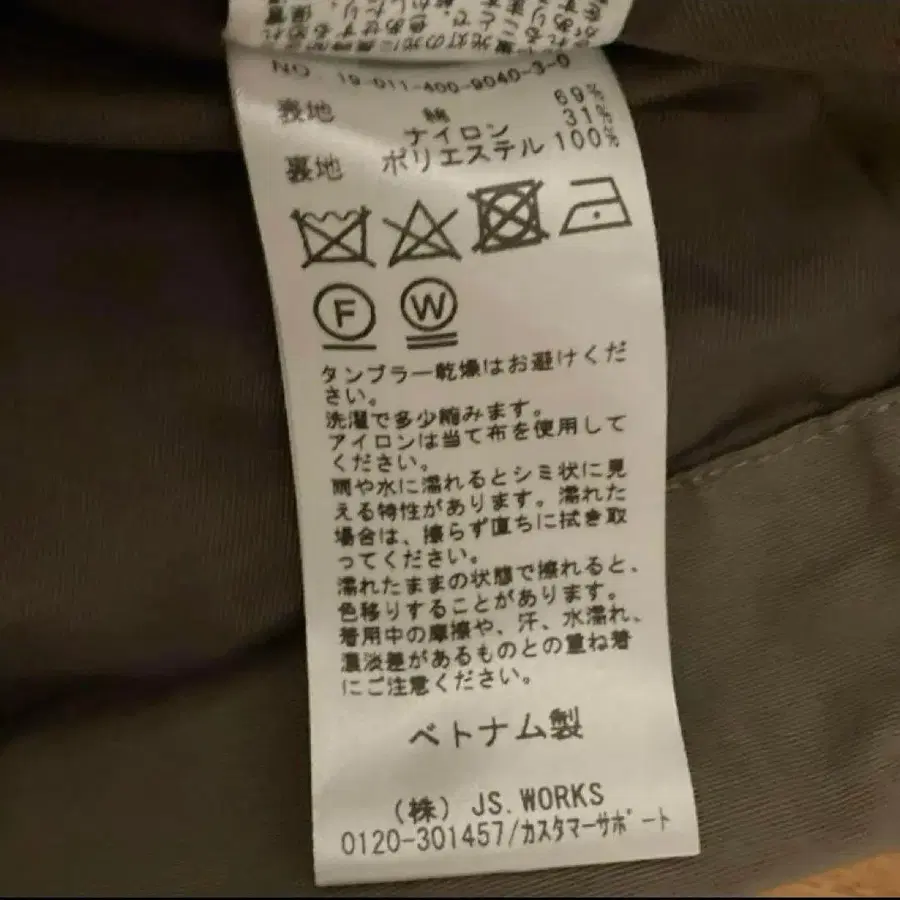 NO. 19-011-400-9040-3-0
表地 綿 69%
ナイロン 31%
裏地 ポリエステル 100%
F W
タンブラー乾燥はお避けくだ
さい。
洗濯で多少縮みます。
アイロンは当て布を使用して
ください。
雨や水に濡れるとシミ状に見
える特性があります。濡れた
場合は、擦らず直ちに拭き取
ってください。
濡れたままの状態で擦れると、
色移りすることがあります。
着用中の摩擦や、汗、水濡れ、
濃淡差があるものとの重ね着
にご注意ください。
ベトナム製
(株) JS.WORKS
0120-301457/カスタマーサポート